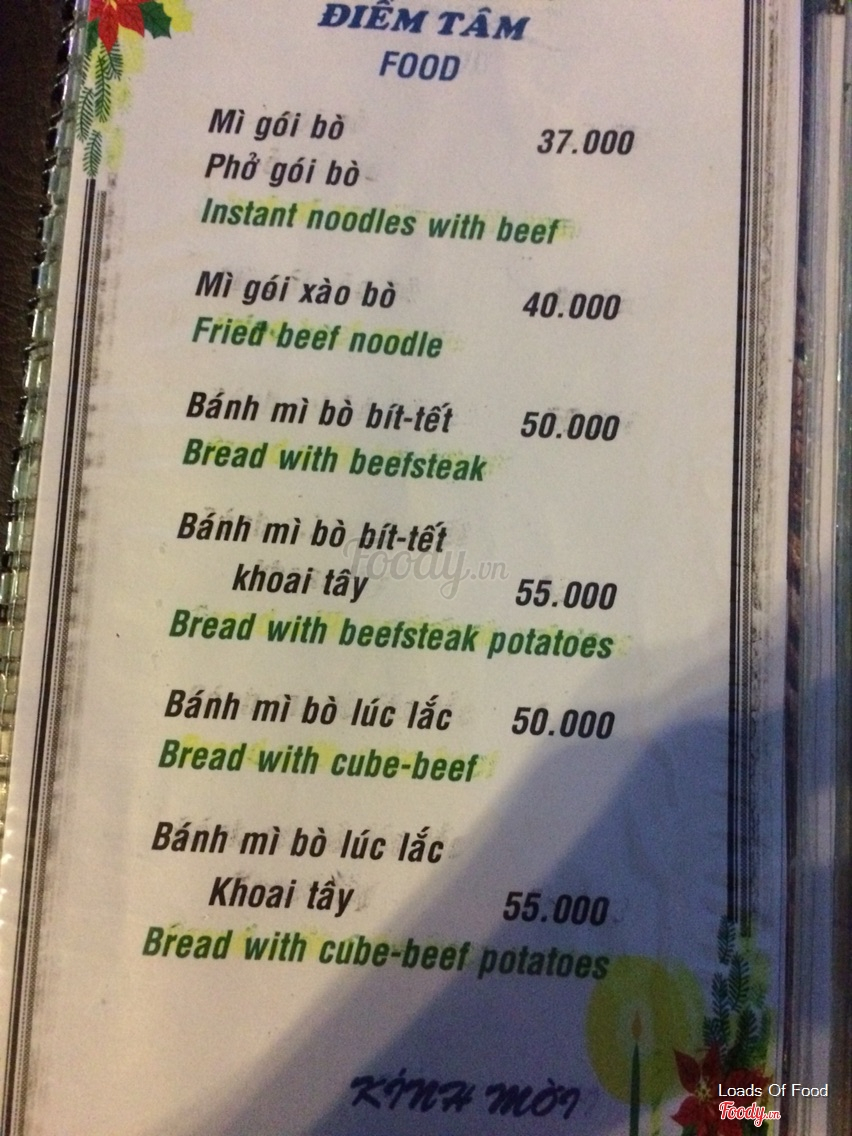 ĐIỂM TÂM
FOOD
Mì gói bò 37.000
Phở gói bò
Instant noodles with beef
Mì gói xào bò 40.000
Fried beef noodle
Bánh mì bò bít-tết 50.000
Bread with beefsteak
Bánh mì bò bít-tết
khoai tây 55.000
Foody.vn
Bread with beefsteak potatoes
Bánh mì bò lúc lắc 50.000
Bread with cube-beef
Bánh mì bò lúc lắc
Khoai tầy 55.000
Bread with cube-beef potatoes
KÍNH MỜI
Loads Of Food
Foody.vn